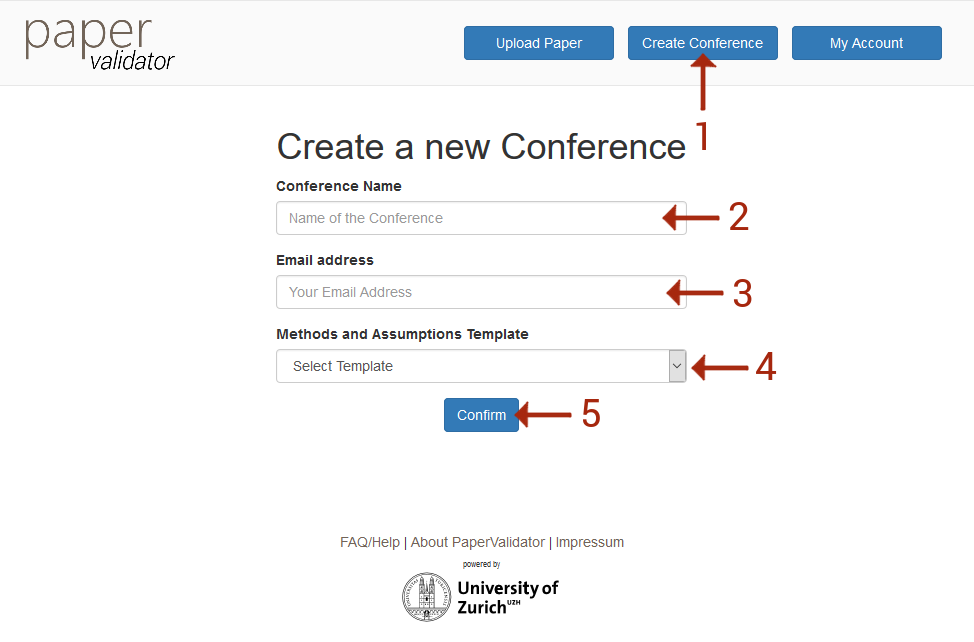 paper
validator
Upload Paper
Create Conference
My Account
1
Create a new Conference
Conference Name
Name of the Conference
2
Email address
Your Email Address
3
Methods and Assumptions Template
Select Template
4
Confirm
5
FAQ/Help | About PaperValidator | Impressum
powered by
University of
Zurich UZH